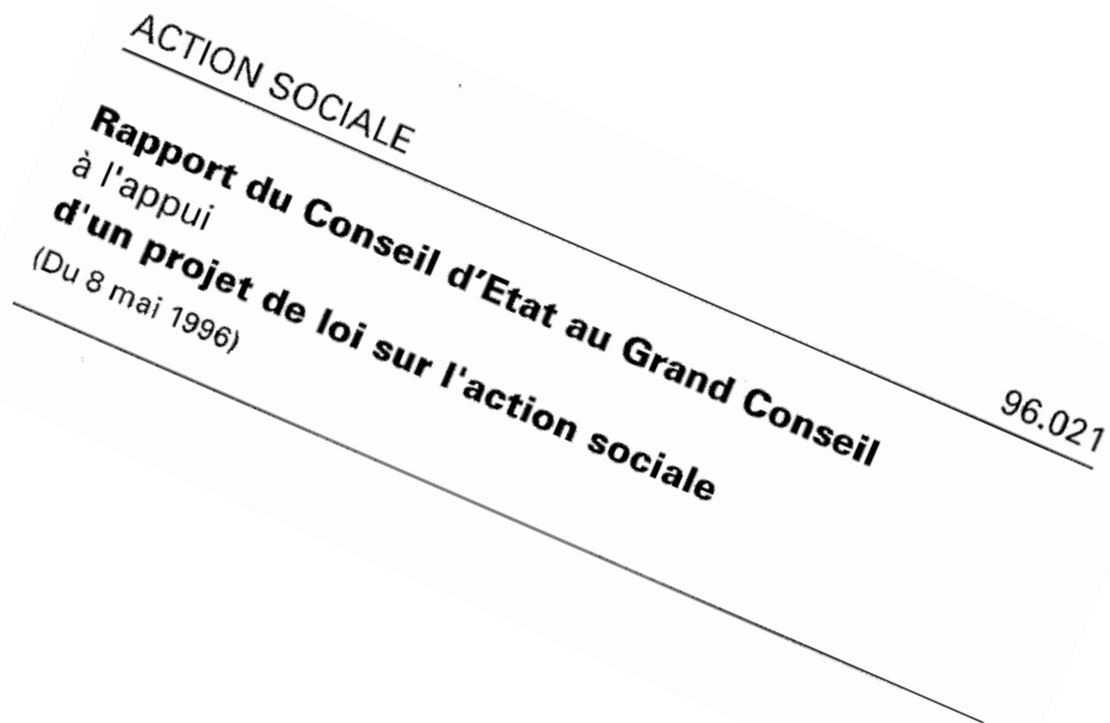 ACTION SOCIALE
96.021
Rapport du Conseil d'Etat au Grand Conseil
à l'appui
d'un projet de loi sur l'action sociale
(Du 8 mai 1996)